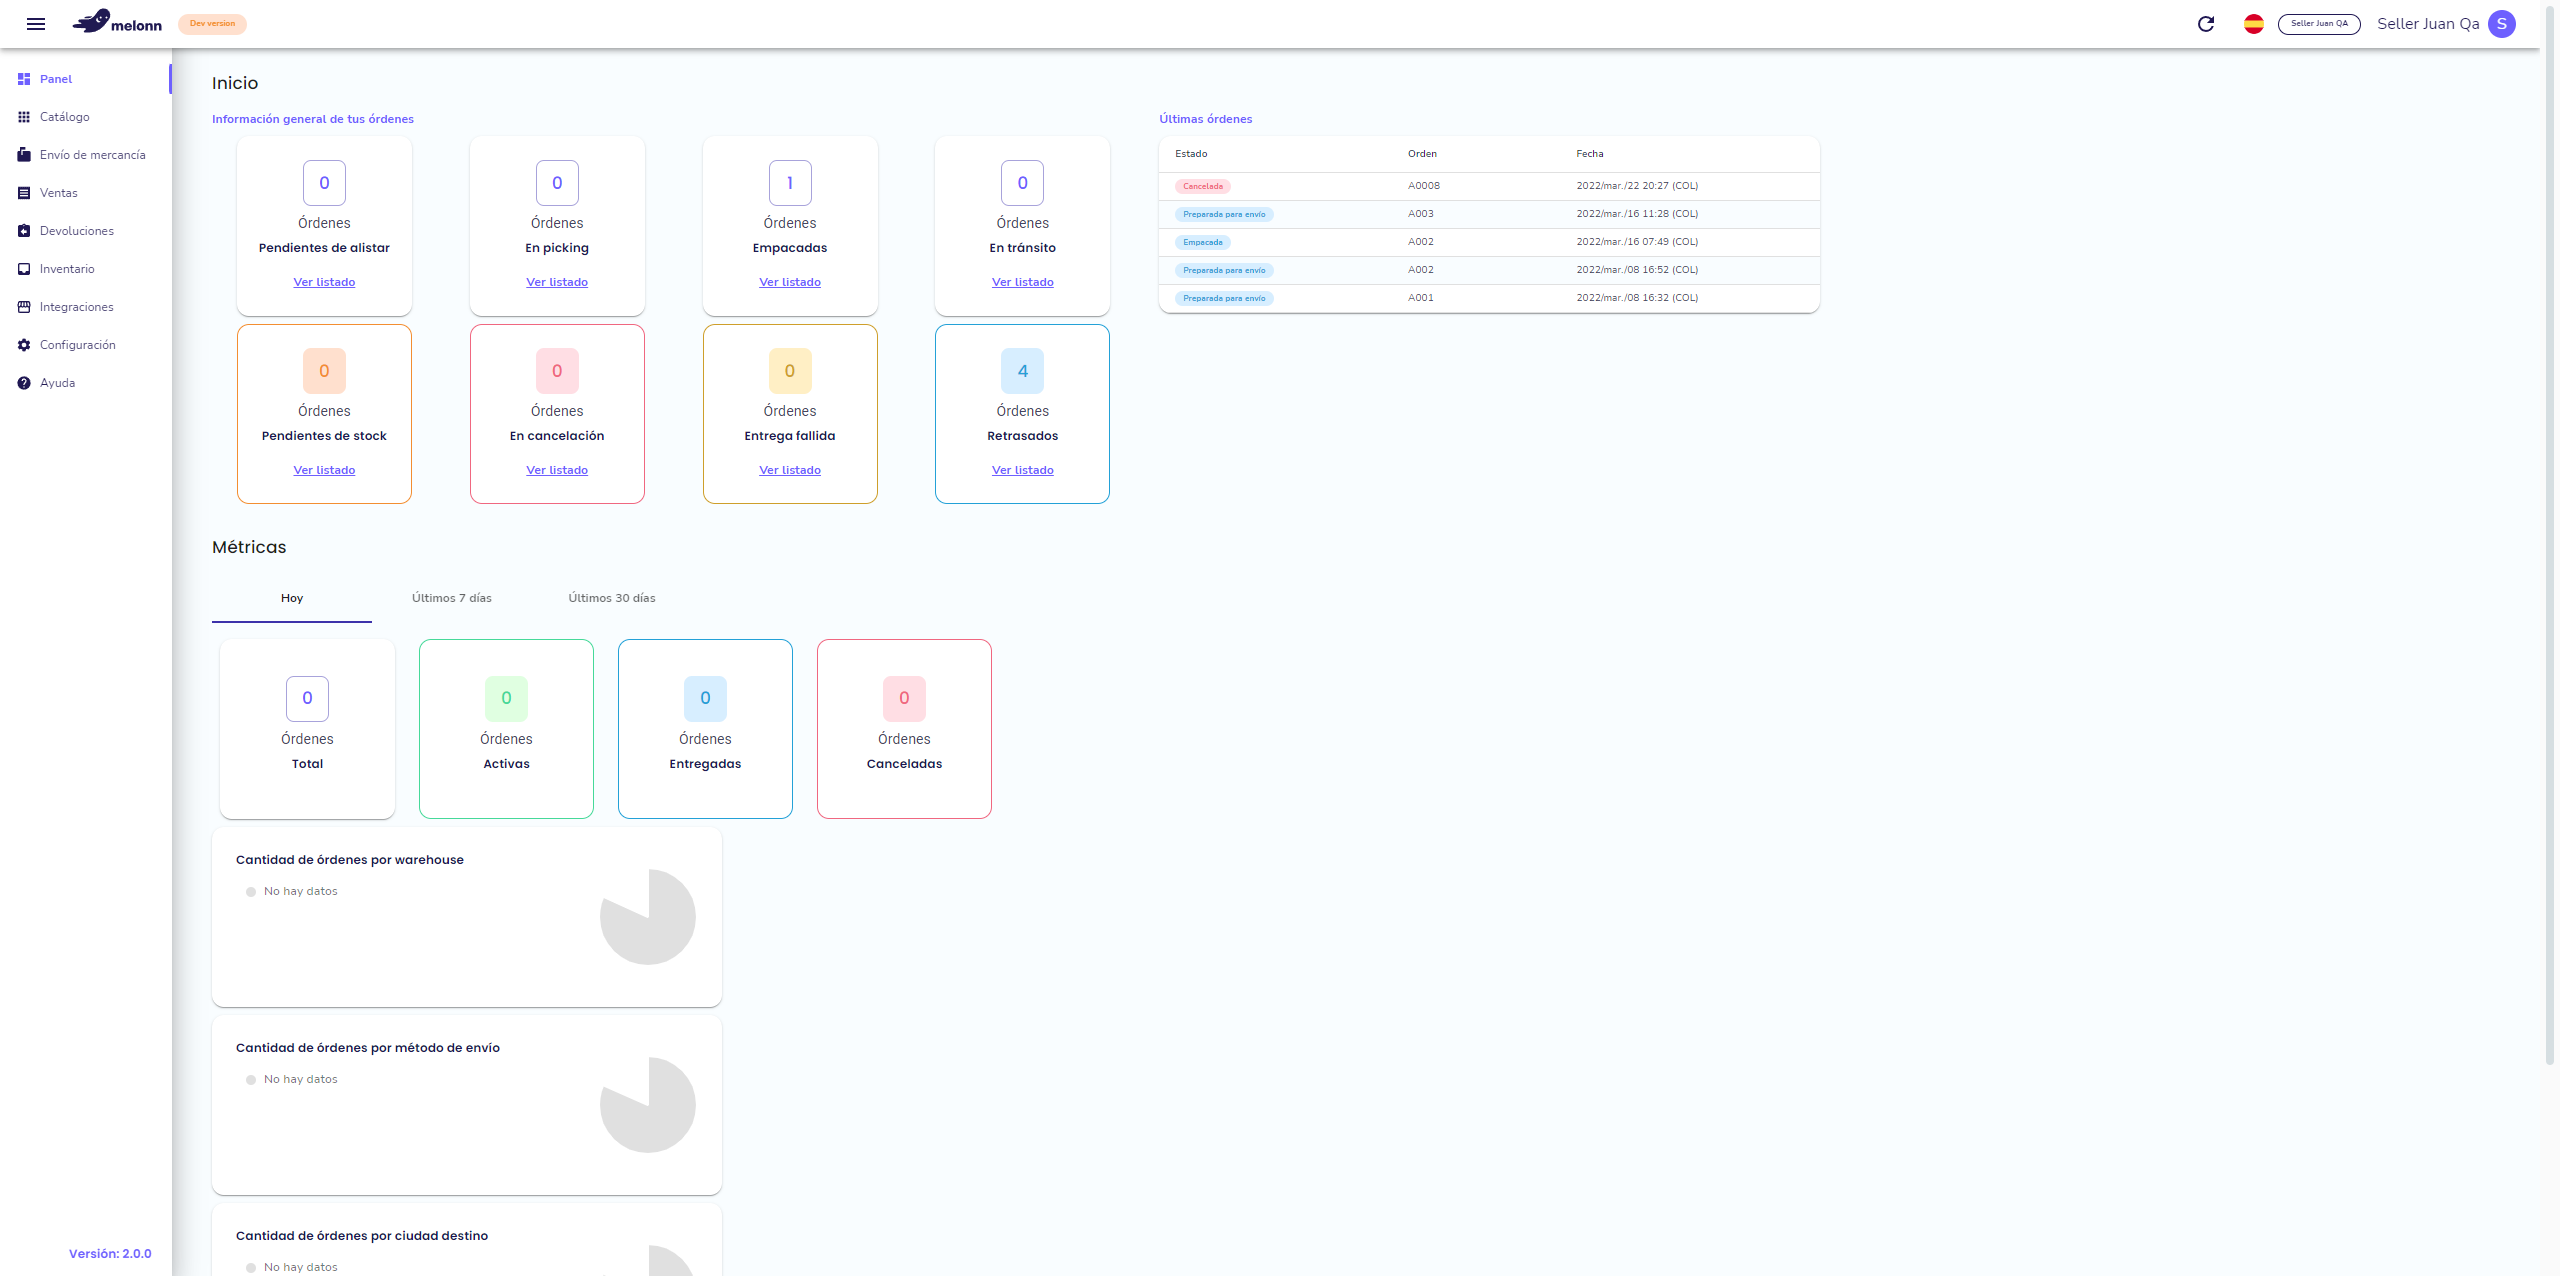 melonn
Dev version
Seller Juan QA
Seller Juan Qa
S
Panel
Catálogo
Envío de mercancía
Ventas
Devoluciones
Inventario
Integraciones
Configuración
Ayuda
Versión: 2.0.0
Inicio
Información general de tus órdenes
0
Órdenes
Pendientes de alistar
Ver listado
0
Órdenes
En picking
Ver listado
1
Órdenes
Empacadas
Ver listado
0
Órdenes
En tránsito
Ver listado
0
Órdenes
Pendientes de stock
Ver listado
0
Órdenes
En cancelación
Ver listado
0
Órdenes
Entrega fallida
Ver listado
4
Órdenes
Retrasados
Ver listado
Últimas órdenes
Estado Orden Fecha
Cancelada A0008 2022/mar./22 20:27 (COL)
Preparada para envío A003 2022/mar./16 11:28 (COL)
Empacada A002 2022/mar./16 07:49 (COL)
Preparada para envío A002 2022/mar./08 16:52 (COL)
Preparada para envío A001 2022/mar./08 16:32 (COL)
Métricas
Hoy Últimos 7 días Últimos 30 días
0
Órdenes
Total
0
Órdenes
Activas
0
Órdenes
Entregadas
0
Órdenes
Canceladas
Cantidad de órdenes por warehouse
No hay datos
Cantidad de órdenes por método de envío
No hay datos
Cantidad de órdenes por ciudad destino
No hay datos